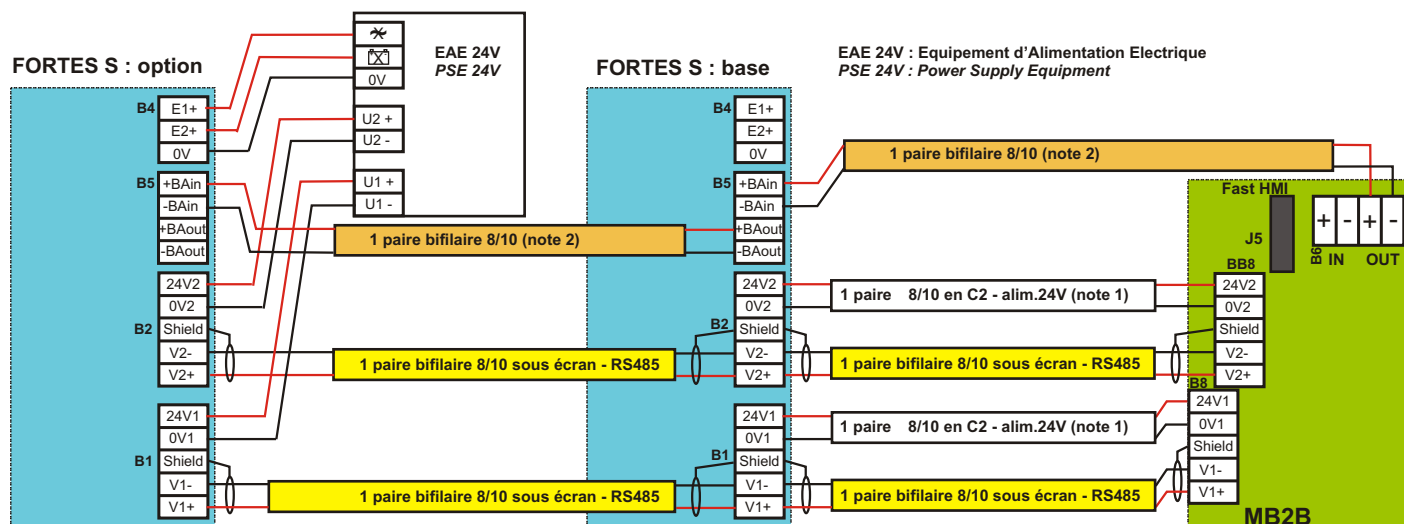 EAE 24V
PSE 24V
0V
U2 +
U2 -
U1 +
U1 -
EAE 24V : Equipement d'Alimentation Electrique
PSE 24V : Power Supply Equipment
FORTES S : option
B4
E1+
E2+
0V
B5
+BAin
-BAin
+BAout
-BAout
24V2
0V2
B2
Shield
V2-
V2+
24V1
0V1
B1
Shield
V1-
V1+
1 paire bifilaire 8/10 (note 2)
1 paire bifilaire 8/10 sous écran - RS485
1 paire bifilaire 8/10 sous écran - RS485
FORTES S : base
B4
E1+
E2+
0V
B5
+BAin
-BAin
+BAout
-BAout
24V2
0V2
B2
Shield
V2-
V2+
24V1
0V1
B1
Shield
V1-
V1+
1 paire bifilaire 8/10 (note 2)
1 paire 8/10 en C2 - alim.24V (note 1)
1 paire bifilaire 8/10 sous écran - RS485
1 paire 8/10 en C2 - alim.24V (note 1)
1 paire bifilaire 8/10 sous écran - RS485
Fast HMI
J5
+ - + -
B6
IN OUT
BB8
24V2
0V2
Shield
V2-
V2+
B8
24V1
0V1
Shield
V1-
V1+
MB2B